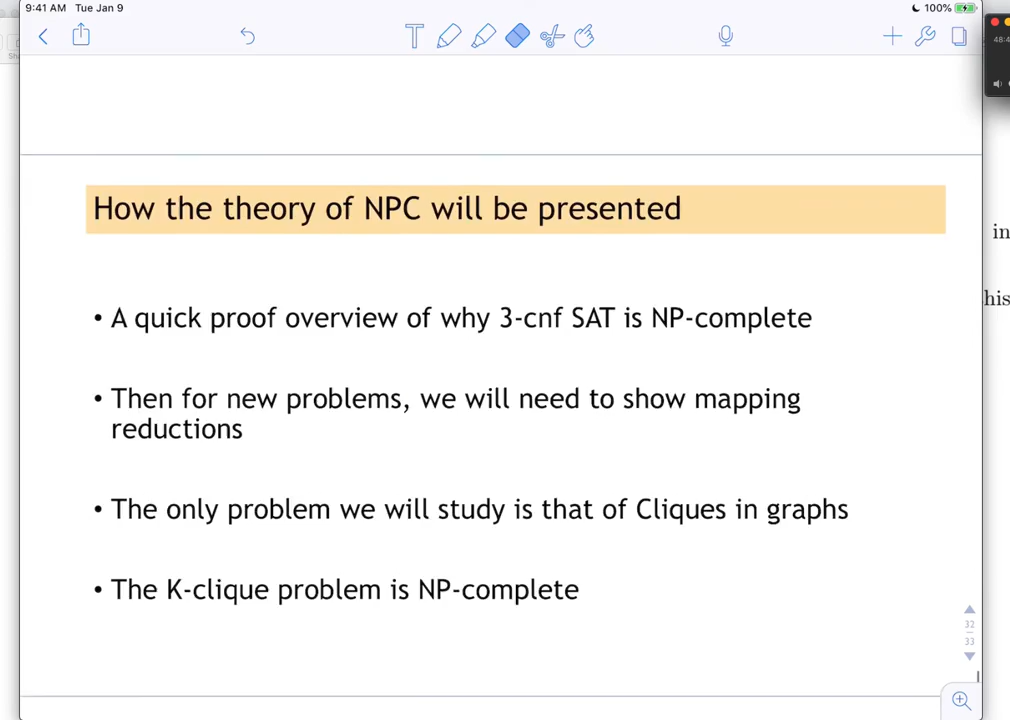 9:41 AM Tue Jan 9
100%
How the theory of NPC will be presented
• A quick proof overview of why 3-cnf SAT is NP-complete
• Then for new problems, we will need to show mapping
reductions
• The only problem we will study is that of Cliques in graphs
• The K-clique problem is NP-complete
in
his
32
33